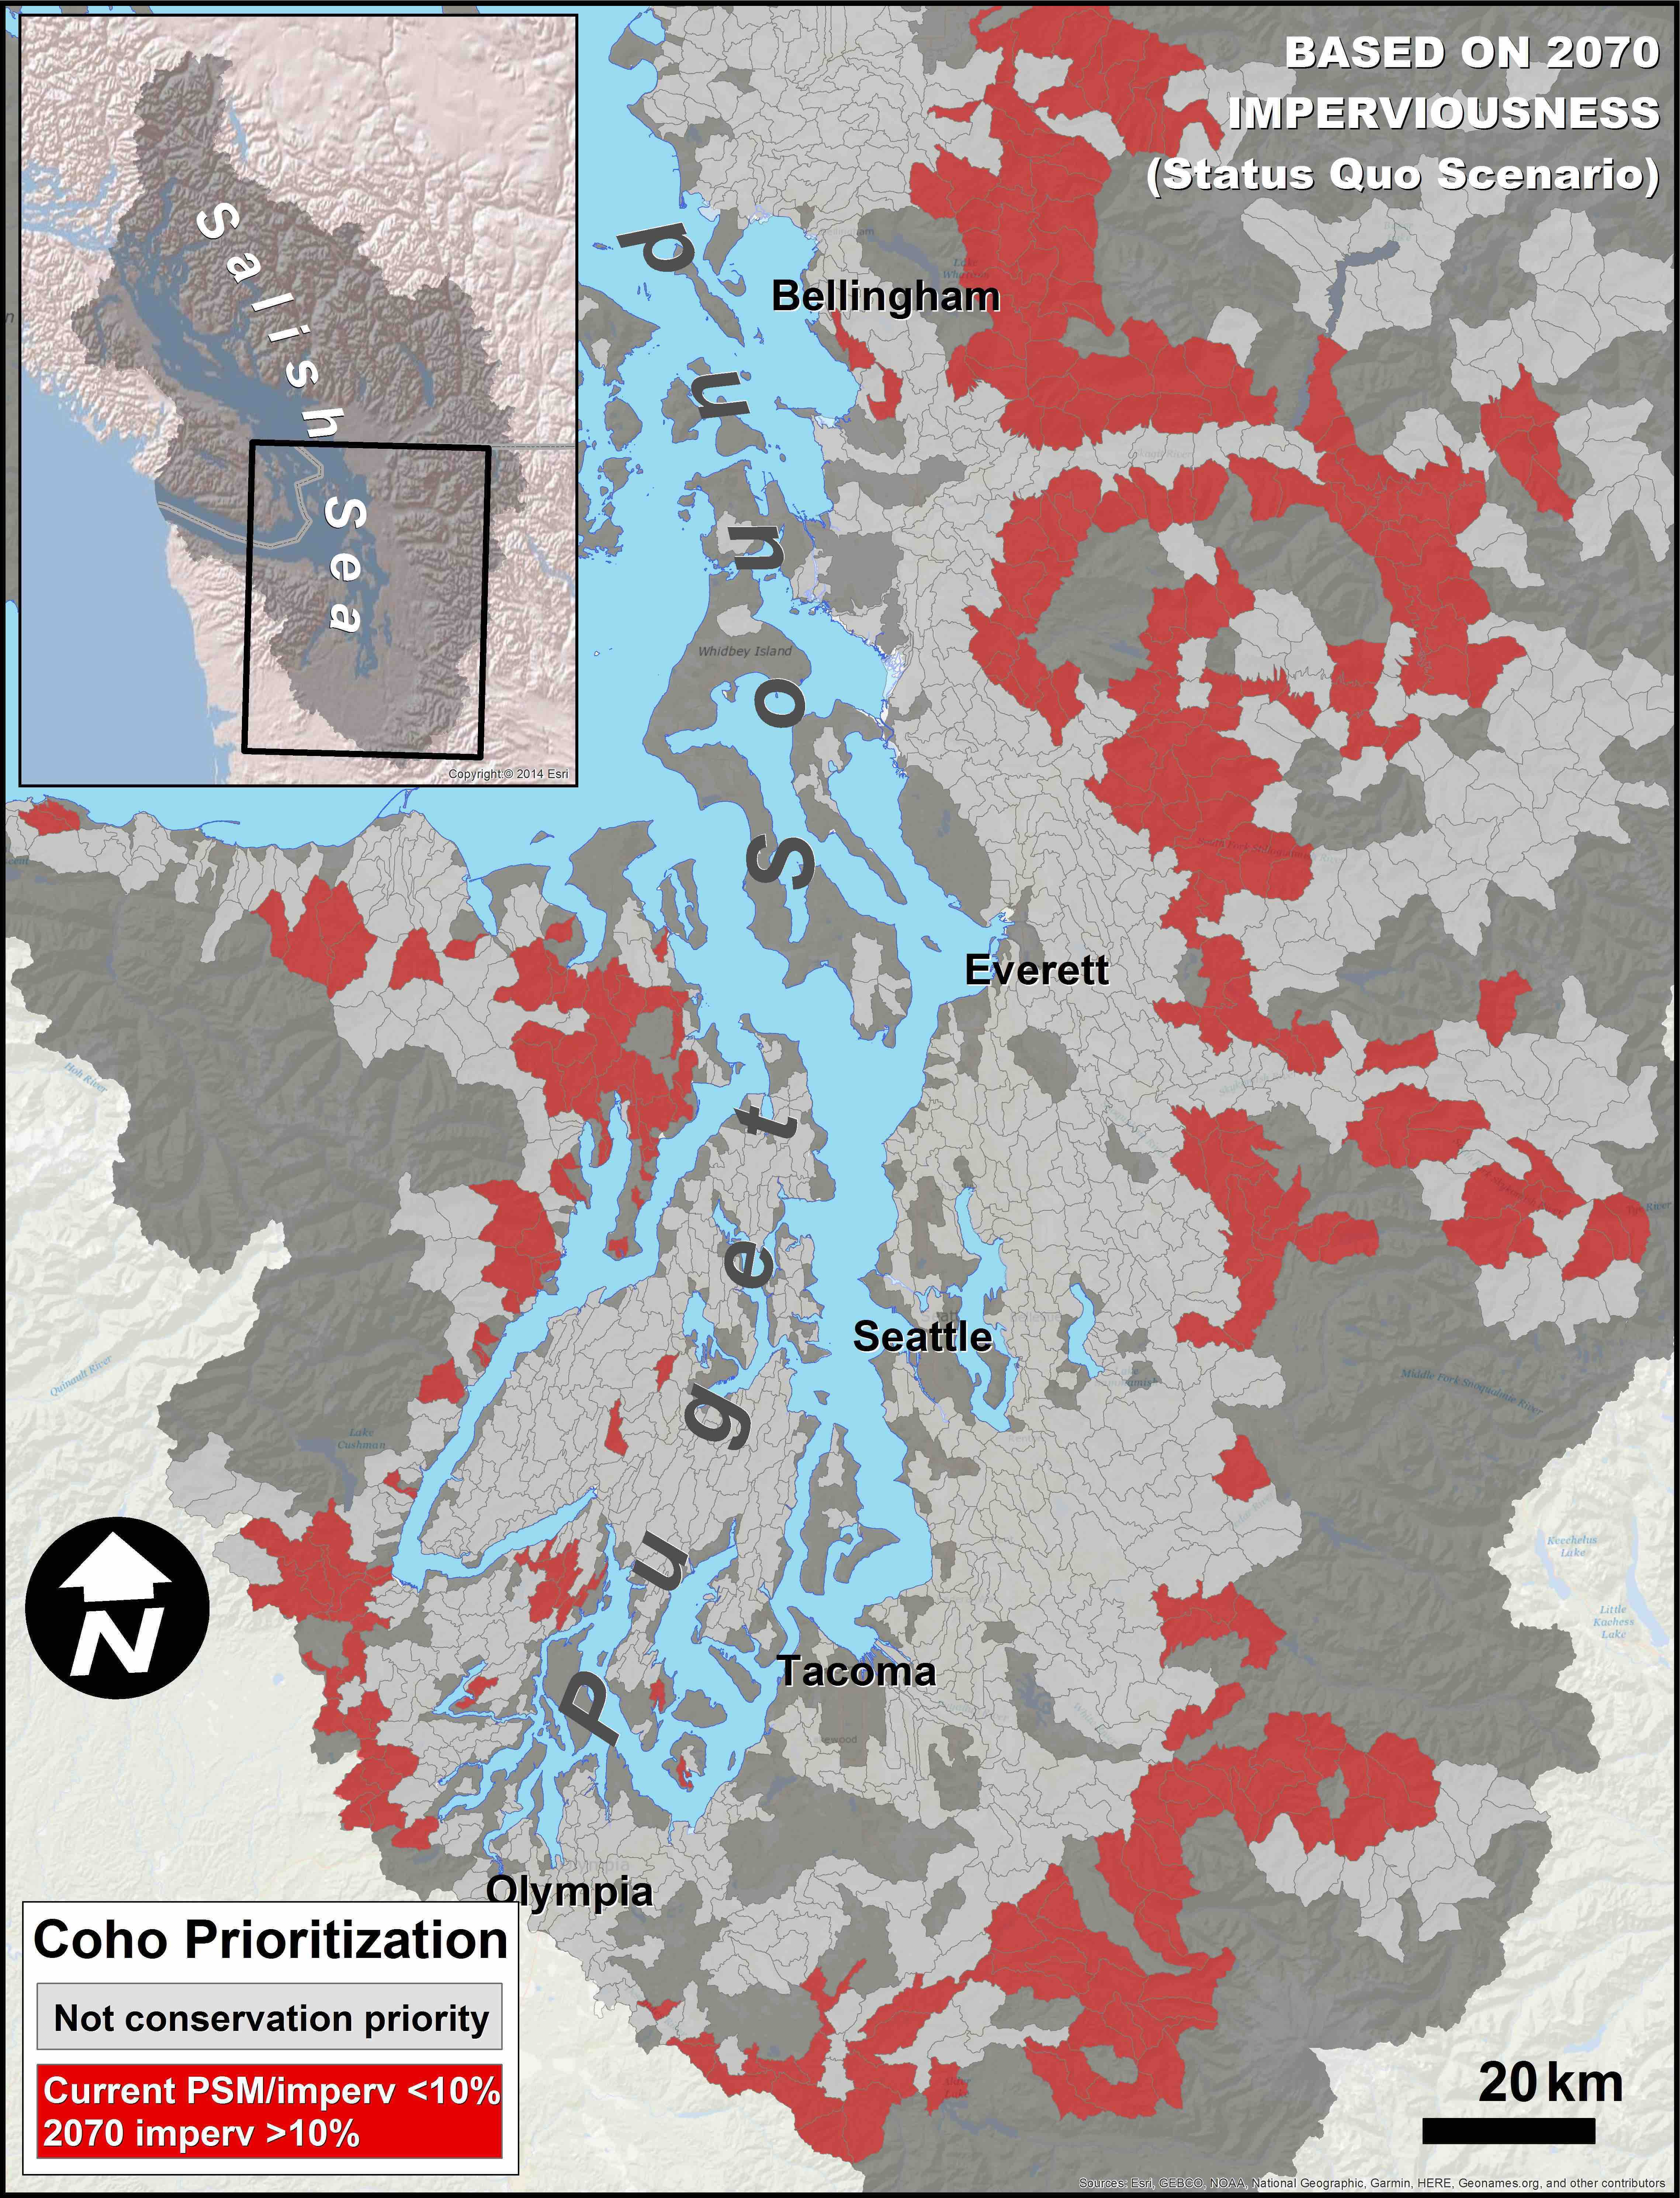 BASED ON 2070
IMPERVIOUSNESS
(Status Quo Scenario)
Salish
Sea
Copyright:© 2014 Esri
Puget Sound
Bellingham
Whidbey Island
Everett
Hoh River
Seattle
Quinault River
Middle Fork Snoqualmie River
Lake
Cushman
Keechelus
Lake
Little
Kachess
Lake
N
Tacoma
Olympia
Coho Prioritization
Not conservation priority
Current PSM/imperv <10%
2070 imperv >10%
20 km
Sources: Esri, GEBCO, NOAA, National Geographic, Garmin, HERE, Geonames.org, and other contributors